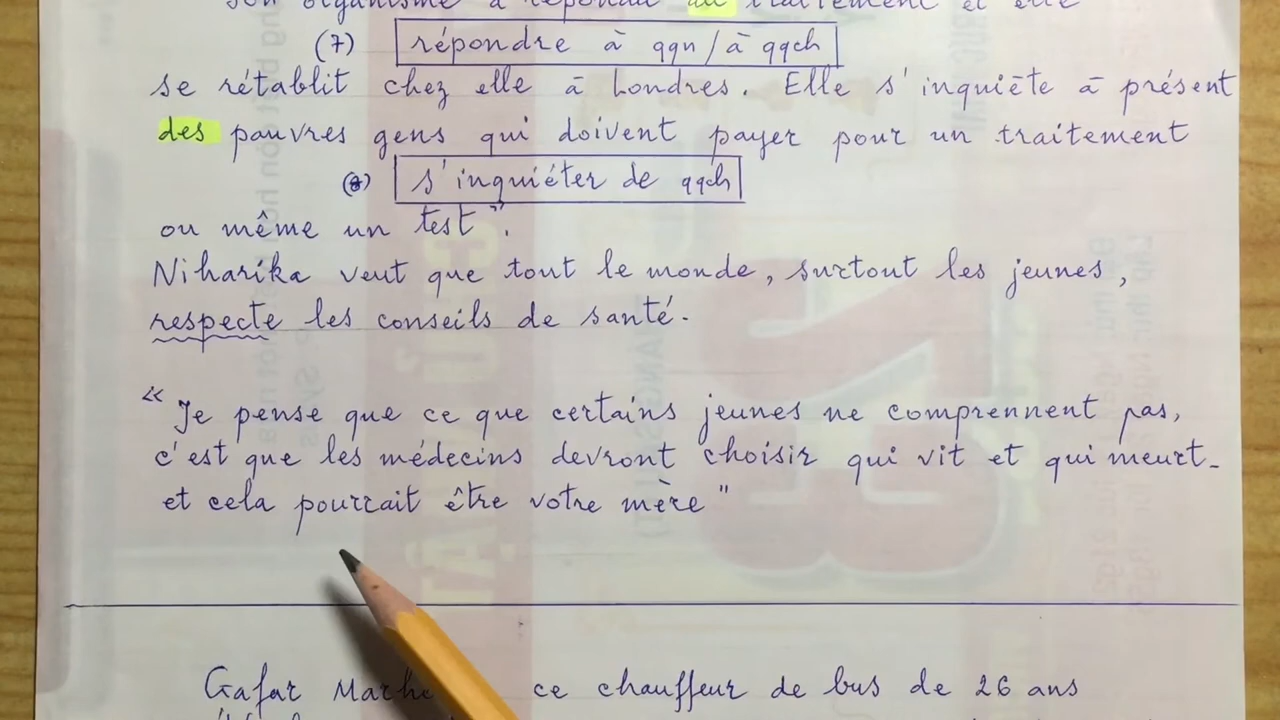 son organisme a répondu au traitement et elle
(7) répondre à qqn / à qqch
se rétablit chez elle à Londres. Elle s'inquiète à présent
des pauvres gens qui doivent payer pour un traitement
(8) s'inquiéter de qqch
ou même un test".
Niharika veut que tout le monde, surtout les jeunes,
respecte les conseils de santé.
"Je pense que ce que certains jeunes ne comprennent pas,
c'est que les médecins devront choisir qui vit et qui meurt_
et cela pourrait être votre mère"
Gafar ce chauffeur de bus de 26 ans